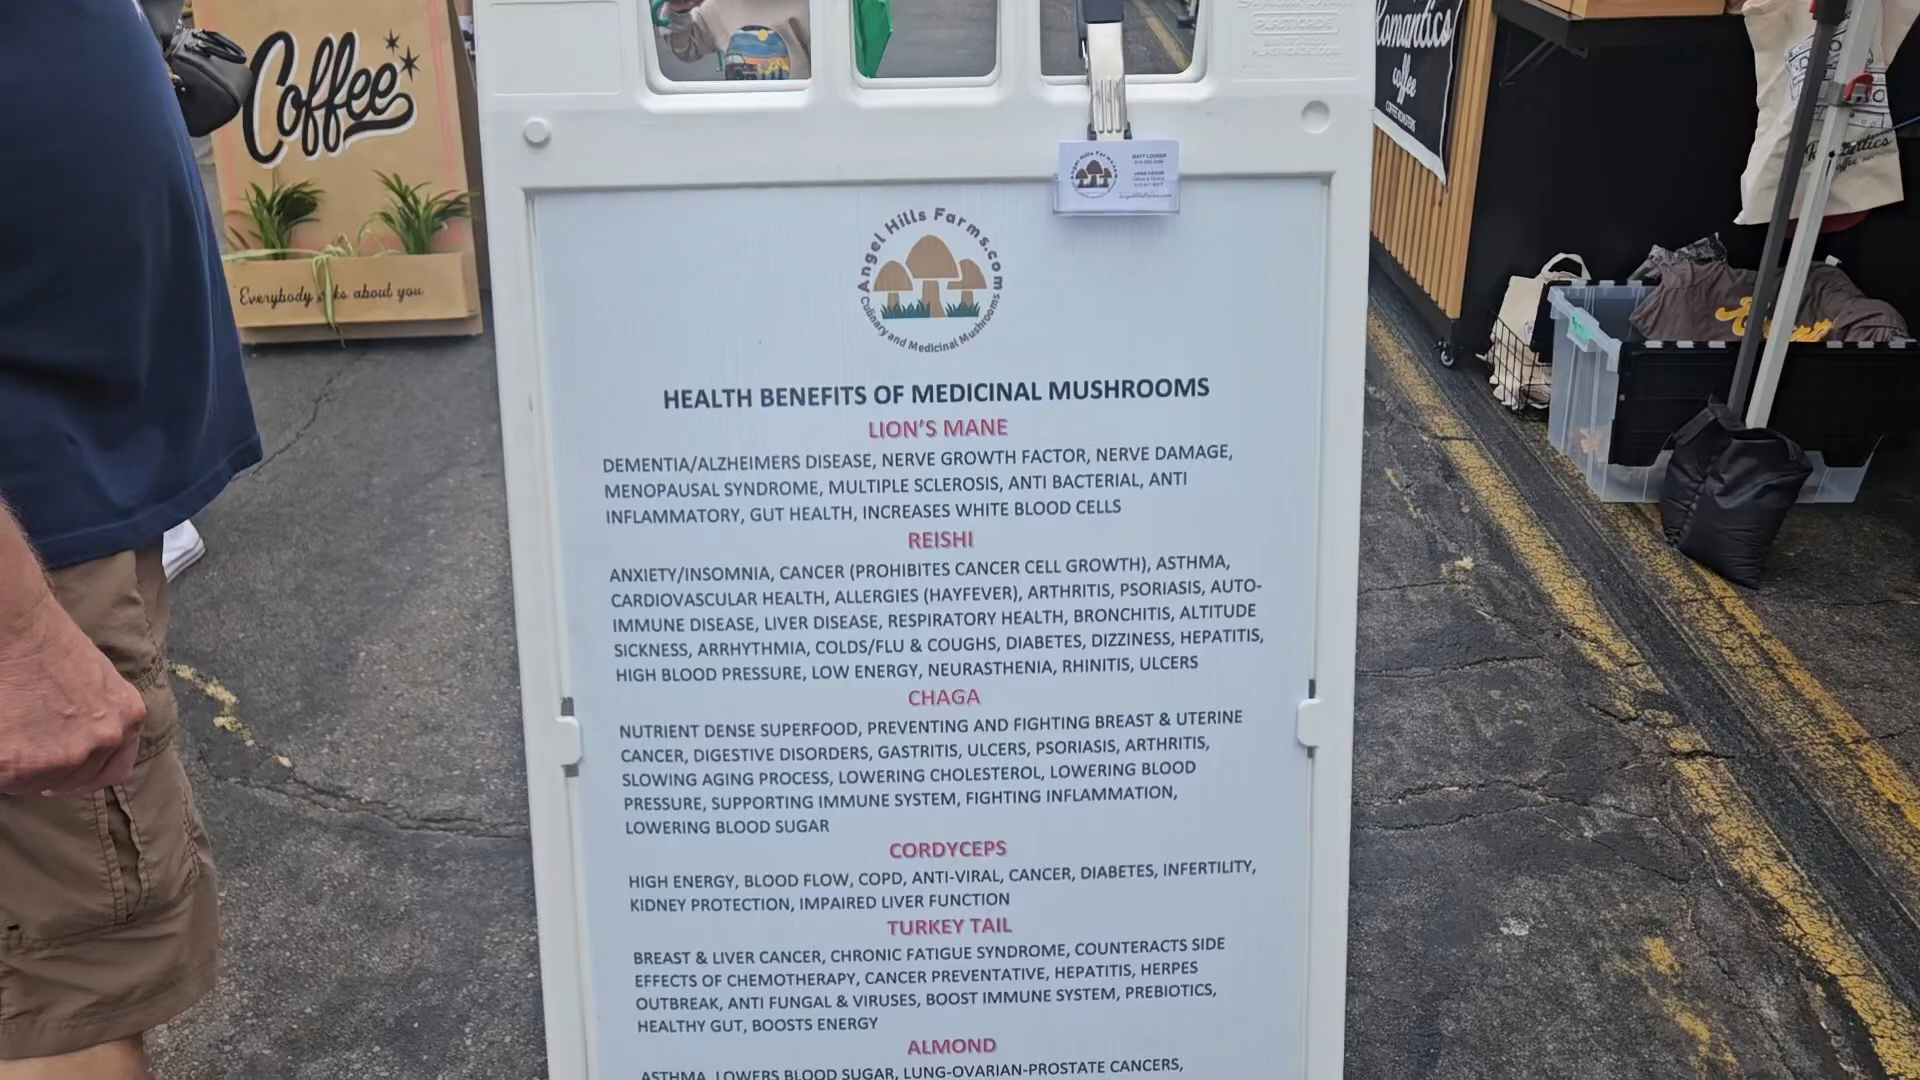 Coffee
Everybody
about you
Romantics
coffee
COFFEE ROASTERS
Angel Hills Farms.com
Culinary and Medicinal Mushrooms
HEALTH BENEFITS OF MEDICINAL MUSHROOMS
LION'S MANE
DEMENTIA/ALZHEIMERS DISEASE, NERVE GROWTH FACTOR, NERVE DAMAGE,
MENOPAUSAL SYNDROME, MULTIPLE SCLEROSIS, ANTI BACTERIAL, ANTI
INFLAMMATORY, GUT HEALTH, INCREASES WHITE BLOOD CELLS
REISHI
ANXIETY/INSOMNIA, CANCER (PROHIBITES CANCER CELL GROWTH), ASTHMA,
CARDIOVASCULAR HEALTH, ALLERGIES (HAYFEVER), ARTHRITIS, PSORIASIS, AUTO-
IMMUNE DISEASE, LIVER DISEASE, RESPIRATORY HEALTH, BRONCHITIS, ALTITUDE
SICKNESS, ARRHYTHMIA, COLDS/FLU & COUGHS, DIABETES, DIZZINESS, HEPATITIS,
HIGH BLOOD PRESSURE, LOW ENERGY, NEURASTHENIA, RHINITIS, ULCERS
CHAGA
NUTRIENT DENSE SUPERFOOD, PREVENTING AND FIGHTING BREAST & UTERINE
CANCER, DIGESTIVE DISORDERS, GASTRITIS, ULCERS, PSORIASIS, ARTHRITIS,
SLOWING AGING PROCESS, LOWERING CHOLESTEROL, LOWERING BLOOD
PRESSURE, SUPPORTING IMMUNE SYSTEM, FIGHTING INFLAMMATION,
LOWERING BLOOD SUGAR
CORDYCEPS
HIGH ENERGY, BLOOD FLOW, COPD, ANTI-VIRAL, CANCER, DIABETES, INFERTILITY,
KIDNEY PROTECTION, IMPAIRED LIVER FUNCTION
TURKEY TAIL
BREAST & LIVER CANCER, CHRONIC FATIGUE SYNDROME, COUNTERACTS SIDE
EFFECTS OF CHEMOTHERAPY, CANCER PREVENTATIVE, HEPATITIS, HERPES
OUTBREAK, ANTI FUNGAL & VIRUSES, BOOST IMMUNE SYSTEM, PREBIOTICS,
HEALTHY GUT, BOOSTS ENERGY
ALMOND
ASTHMA, LOWERS BLOOD SUGAR, LUNG-OVARIAN-PROSTATE CANCERS,